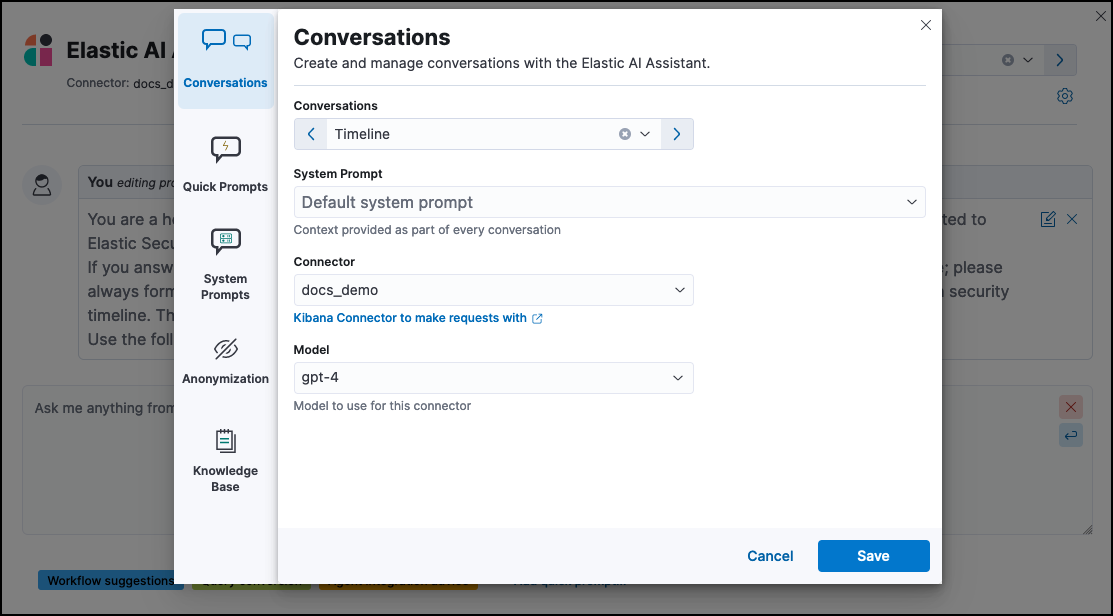 Elastic AI
Connector: docs_d
You editing pro
You are a he
Elastic Secu
If you answ
always form
timeline. Th
Use the foll
ted to
e; please
security
Ask me anything from
Workflow suggestions
Conversations
Quick Prompts
System
Prompts
Anonymization
Knowledge
Base
Conversations
Create and manage conversations with the Elastic AI Assistant.
Conversations
Timeline
System Prompt
Default system prompt
Context provided as part of every conversation
Connector
docs_demo
Kibana Connector to make requests with
Model
gpt-4
Model to use for this connector
Cancel
Save